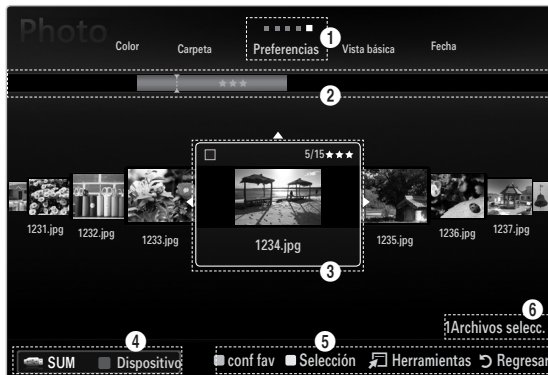 Photo
Color Carpeta Preferencias Vista básica Fecha
1
2
5/15★★★
1231.jpg 1232.jpg 1233.jpg 1234.jpg 1235.jpg 1236.jpg 1237.jpg
3
6
1Archivos selecc.
4 5
SUM Dispositivo conf fav Selección Herramientas Regresar